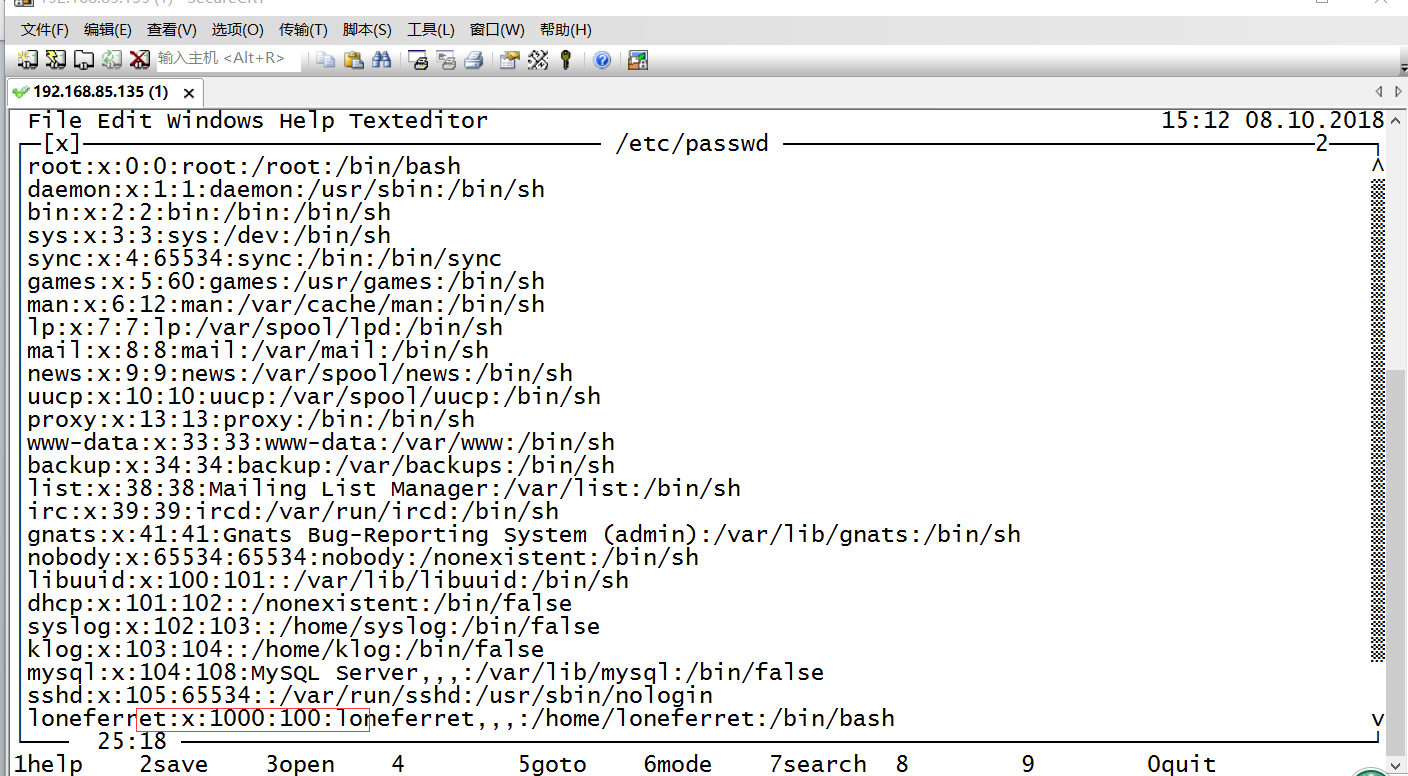 192.168.85.135 (1) - SecureCRT
文件(F) 编辑(E) 查看(V) 选项(O) 传输(T) 脚本(S) 工具(L) 窗口(W) 帮助(H)
输入主机 <Alt+R>
192.168.85.135 (1)
File Edit Windows Help Texteditor 15:12 08.10.2018
[x] /etc/passwd 2
root:x:0:0:root:/root:/bin/bash
daemon:x:1:1:daemon:/usr/sbin:/bin/sh
bin:x:2:2:bin:/bin:/bin/sh
sys:x:3:3:sys:/dev:/bin/sh
sync:x:4:65534:sync:/bin:/bin/sync
games:x:5:60:games:/usr/games:/bin/sh
man:x:6:12:man:/var/cache/man:/bin/sh
lp:x:7:7:lp:/var/spool/lpd:/bin/sh
mail:x:8:8:mail:/var/mail:/bin/sh
news:x:9:9:news:/var/spool/news:/bin/sh
uucp:x:10:10:uucp:/var/spool/uucp:/bin/sh
proxy:x:13:13:proxy:/bin:/bin/sh
www-data:x:33:33:www-data:/var/www:/bin/sh
backup:x:34:34:backup:/var/backups:/bin/sh
list:x:38:38:Mailing List Manager:/var/list:/bin/sh
irc:x:39:39:ircd:/var/run/ircd:/bin/sh
gnats:x:41:41:Gnats Bug-Reporting System (admin):/var/lib/gnats:/bin/sh
nobody:x:65534:65534:nobody:/nonexistent:/bin/sh
libuuid:x:100:101::/var/lib/libuuid:/bin/sh
dhcp:x:101:102::/nonexistent:/bin/false
syslog:x:102:103::/home/syslog:/bin/false
klog:x:103:104::/home/klog:/bin/false
mysql:x:104:108:MySQL Server,,,:/var/lib/mysql:/bin/false
sshd:x:105:65534::/var/run/sshd:/usr/sbin/nologin
loneferret:x:1000:100:loneferret,,,:/home/loneferret:/bin/bash
25:18
1help 2save 3open 4 5goto 6mode 7search 8 9 0quit